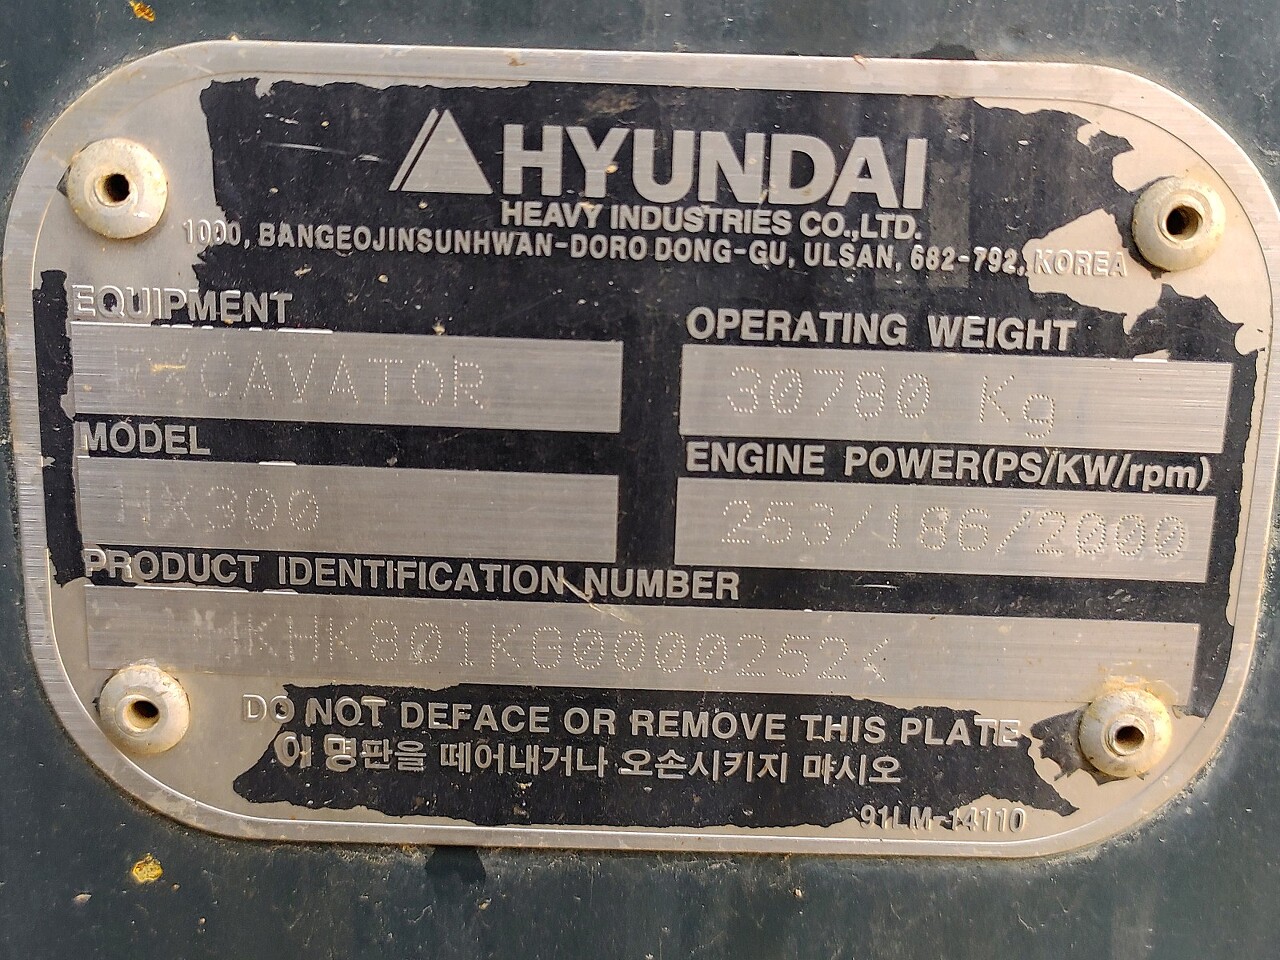 HYUNDAI
HEAVY INDUSTRIES CO.,LTD.
1000, BANGEOJINSUNHWAN-DORO DONG-GU, ULSAN, 682-792, KOREA
EQUIPMENT
OPERATING WEIGHT
EXCAVATOR
30780 Kg
MODEL
ENGINE POWER(PS/KW/rpm)
HX300
253/186/2000
PRODUCT IDENTIFICATION NUMBER
DO NOT DEFACE OR REMOVE THIS PLATE
이 명판을 떼어내거나 오손시키지 먀시오
91LM-14110